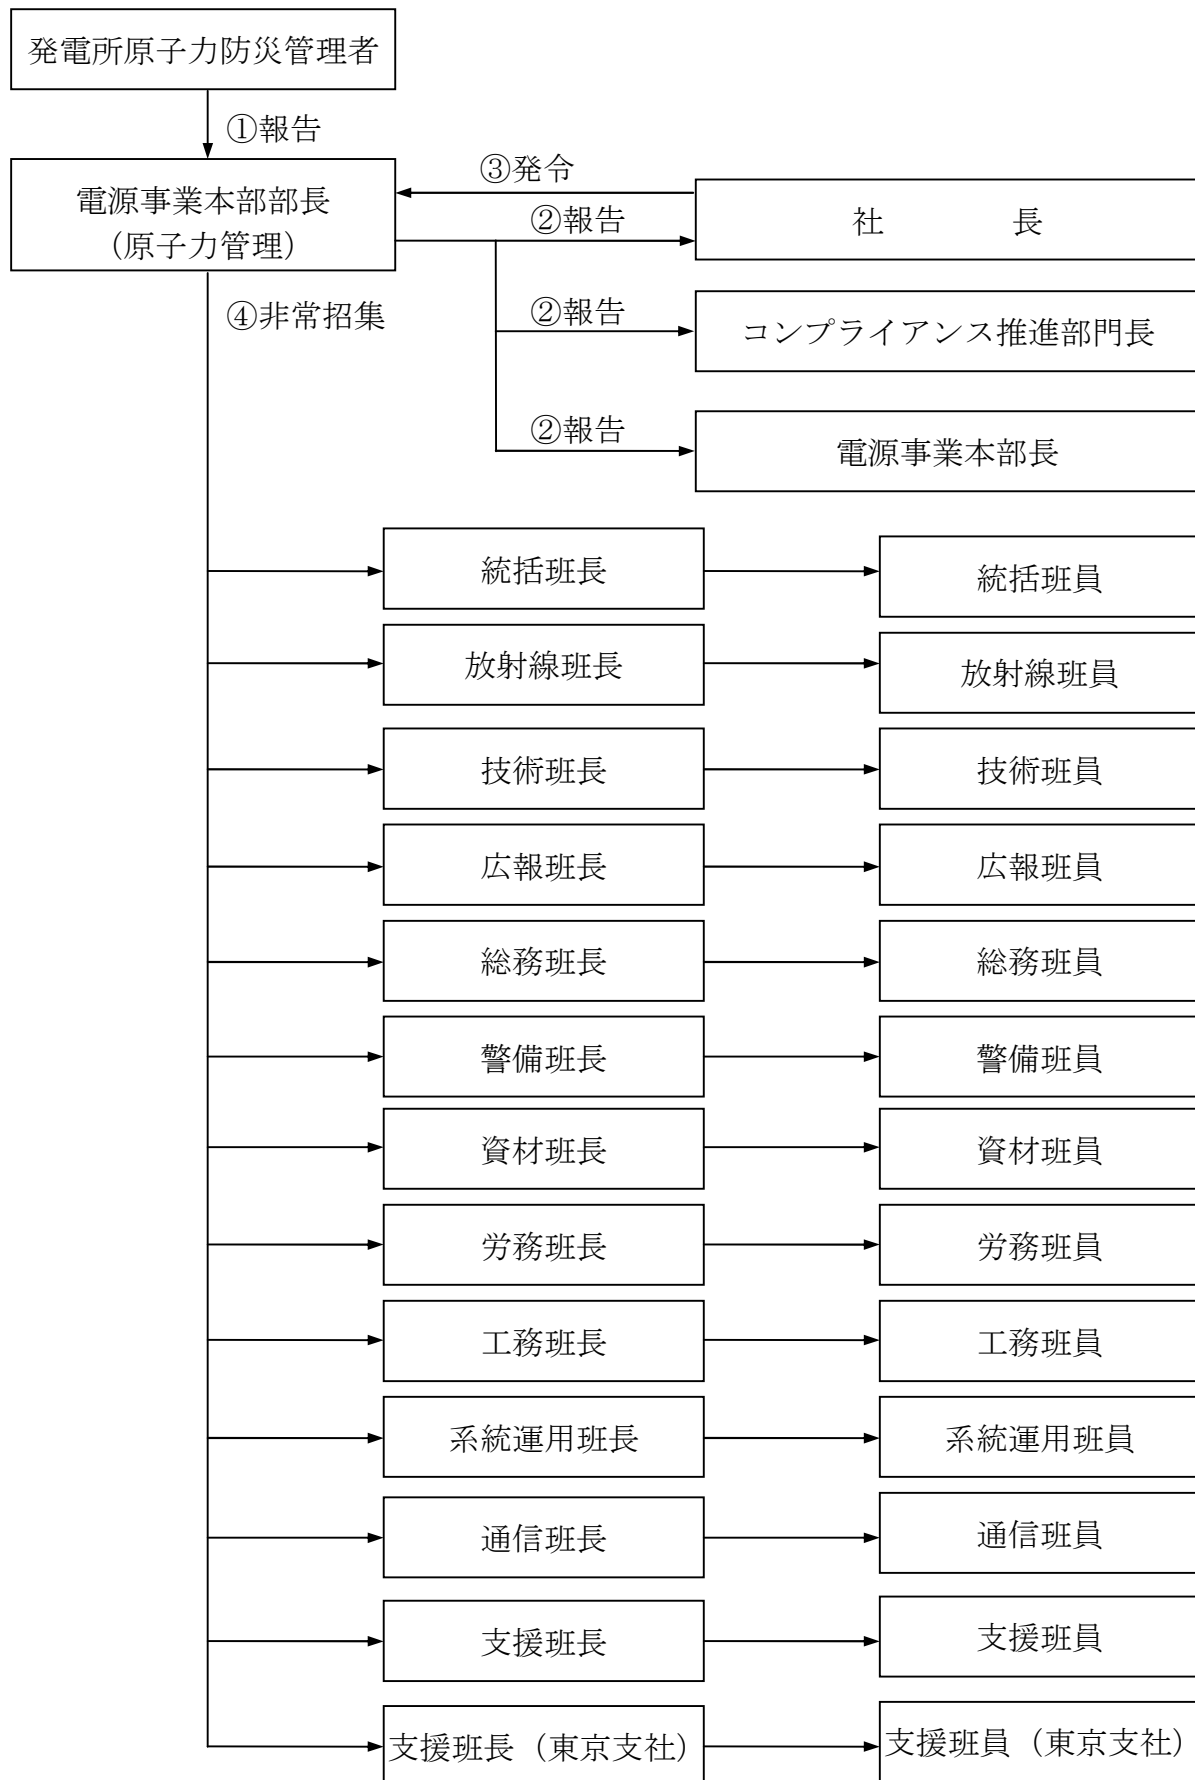 発電所原子力防災管理者
①報告
電源事業本部部長
（原子力管理）
③発令
②報告
社　　　　長
②報告
コンプライアンス推進部門長
②報告
電源事業本部長
④非常招集
統括班長
統括班員
放射線班長
放射線班員
技術班長
技術班員
広報班長
広報班員
総務班長
総務班員
警備班長
警備班員
資材班長
資材班員
労務班長
労務班員
工務班長
工務班員
系統運用班長
系統運用班員
通信班長
通信班員
支援班長
支援班員
支援班長（東京支社）
支援班員（東京支社）